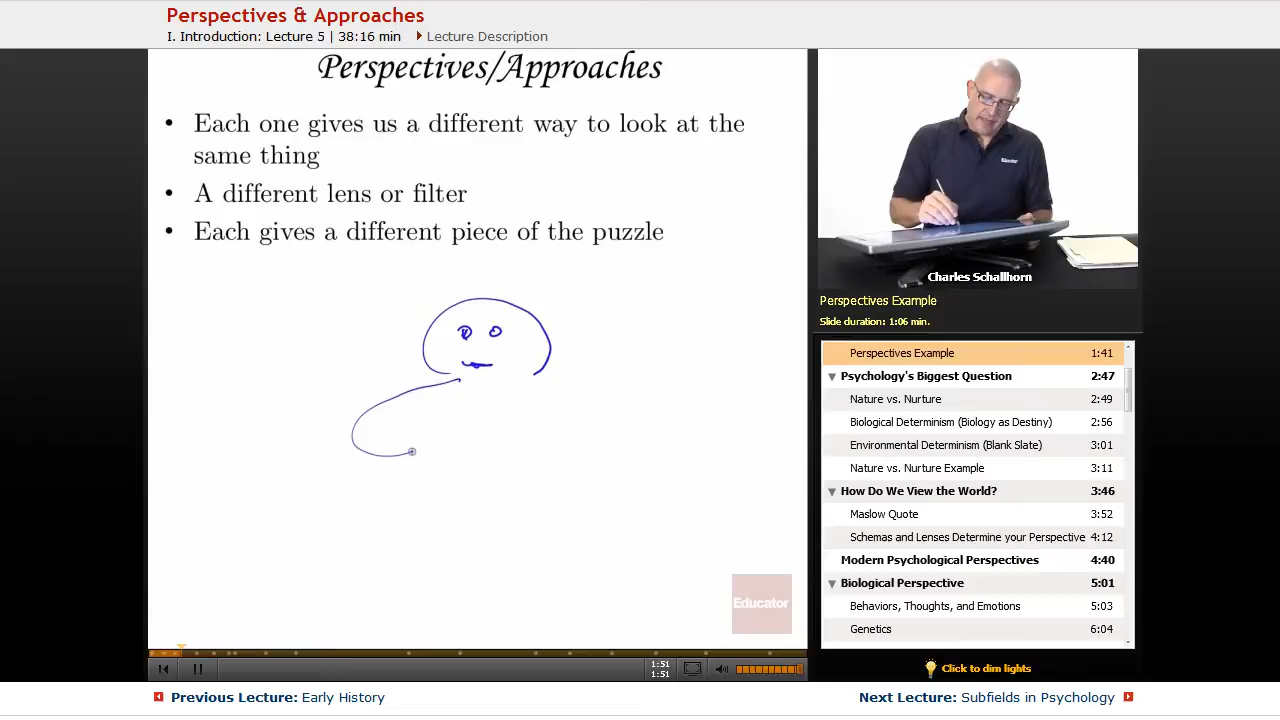 Perspectives & Approaches
I. Introduction: Lecture 5 | 38:16 min
Lecture Description
Perspectives/Approaches
• Each one gives us a different way to look at the
same thing
• A different lens or filter
• Each gives a different piece of the puzzle
Educator
Educator
Charles Schallhorn
Perspectives Example
Slide duration: 1:06 min.
Perspectives Example 1:41
Psychology's Biggest Question 2:47
Nature vs. Nurture 2:49
Biological Determinism (Biology as Destiny) 2:56
Environmental Determinism (Blank Slate) 3:01
Nature vs. Nurture Example 3:11
How Do We View the World? 3:46
Maslow Quote 3:52
Schemas and Lenses Determine your Perspective 4:12
Modern Psychological Perspectives 4:40
Biological Perspective 5:01
Behaviors, Thoughts, and Emotions 5:03
Genetics 6:04
1:51
1:51
Click to dim lights
Previous Lecture: Early History
Next Lecture: Subfields in Psychology